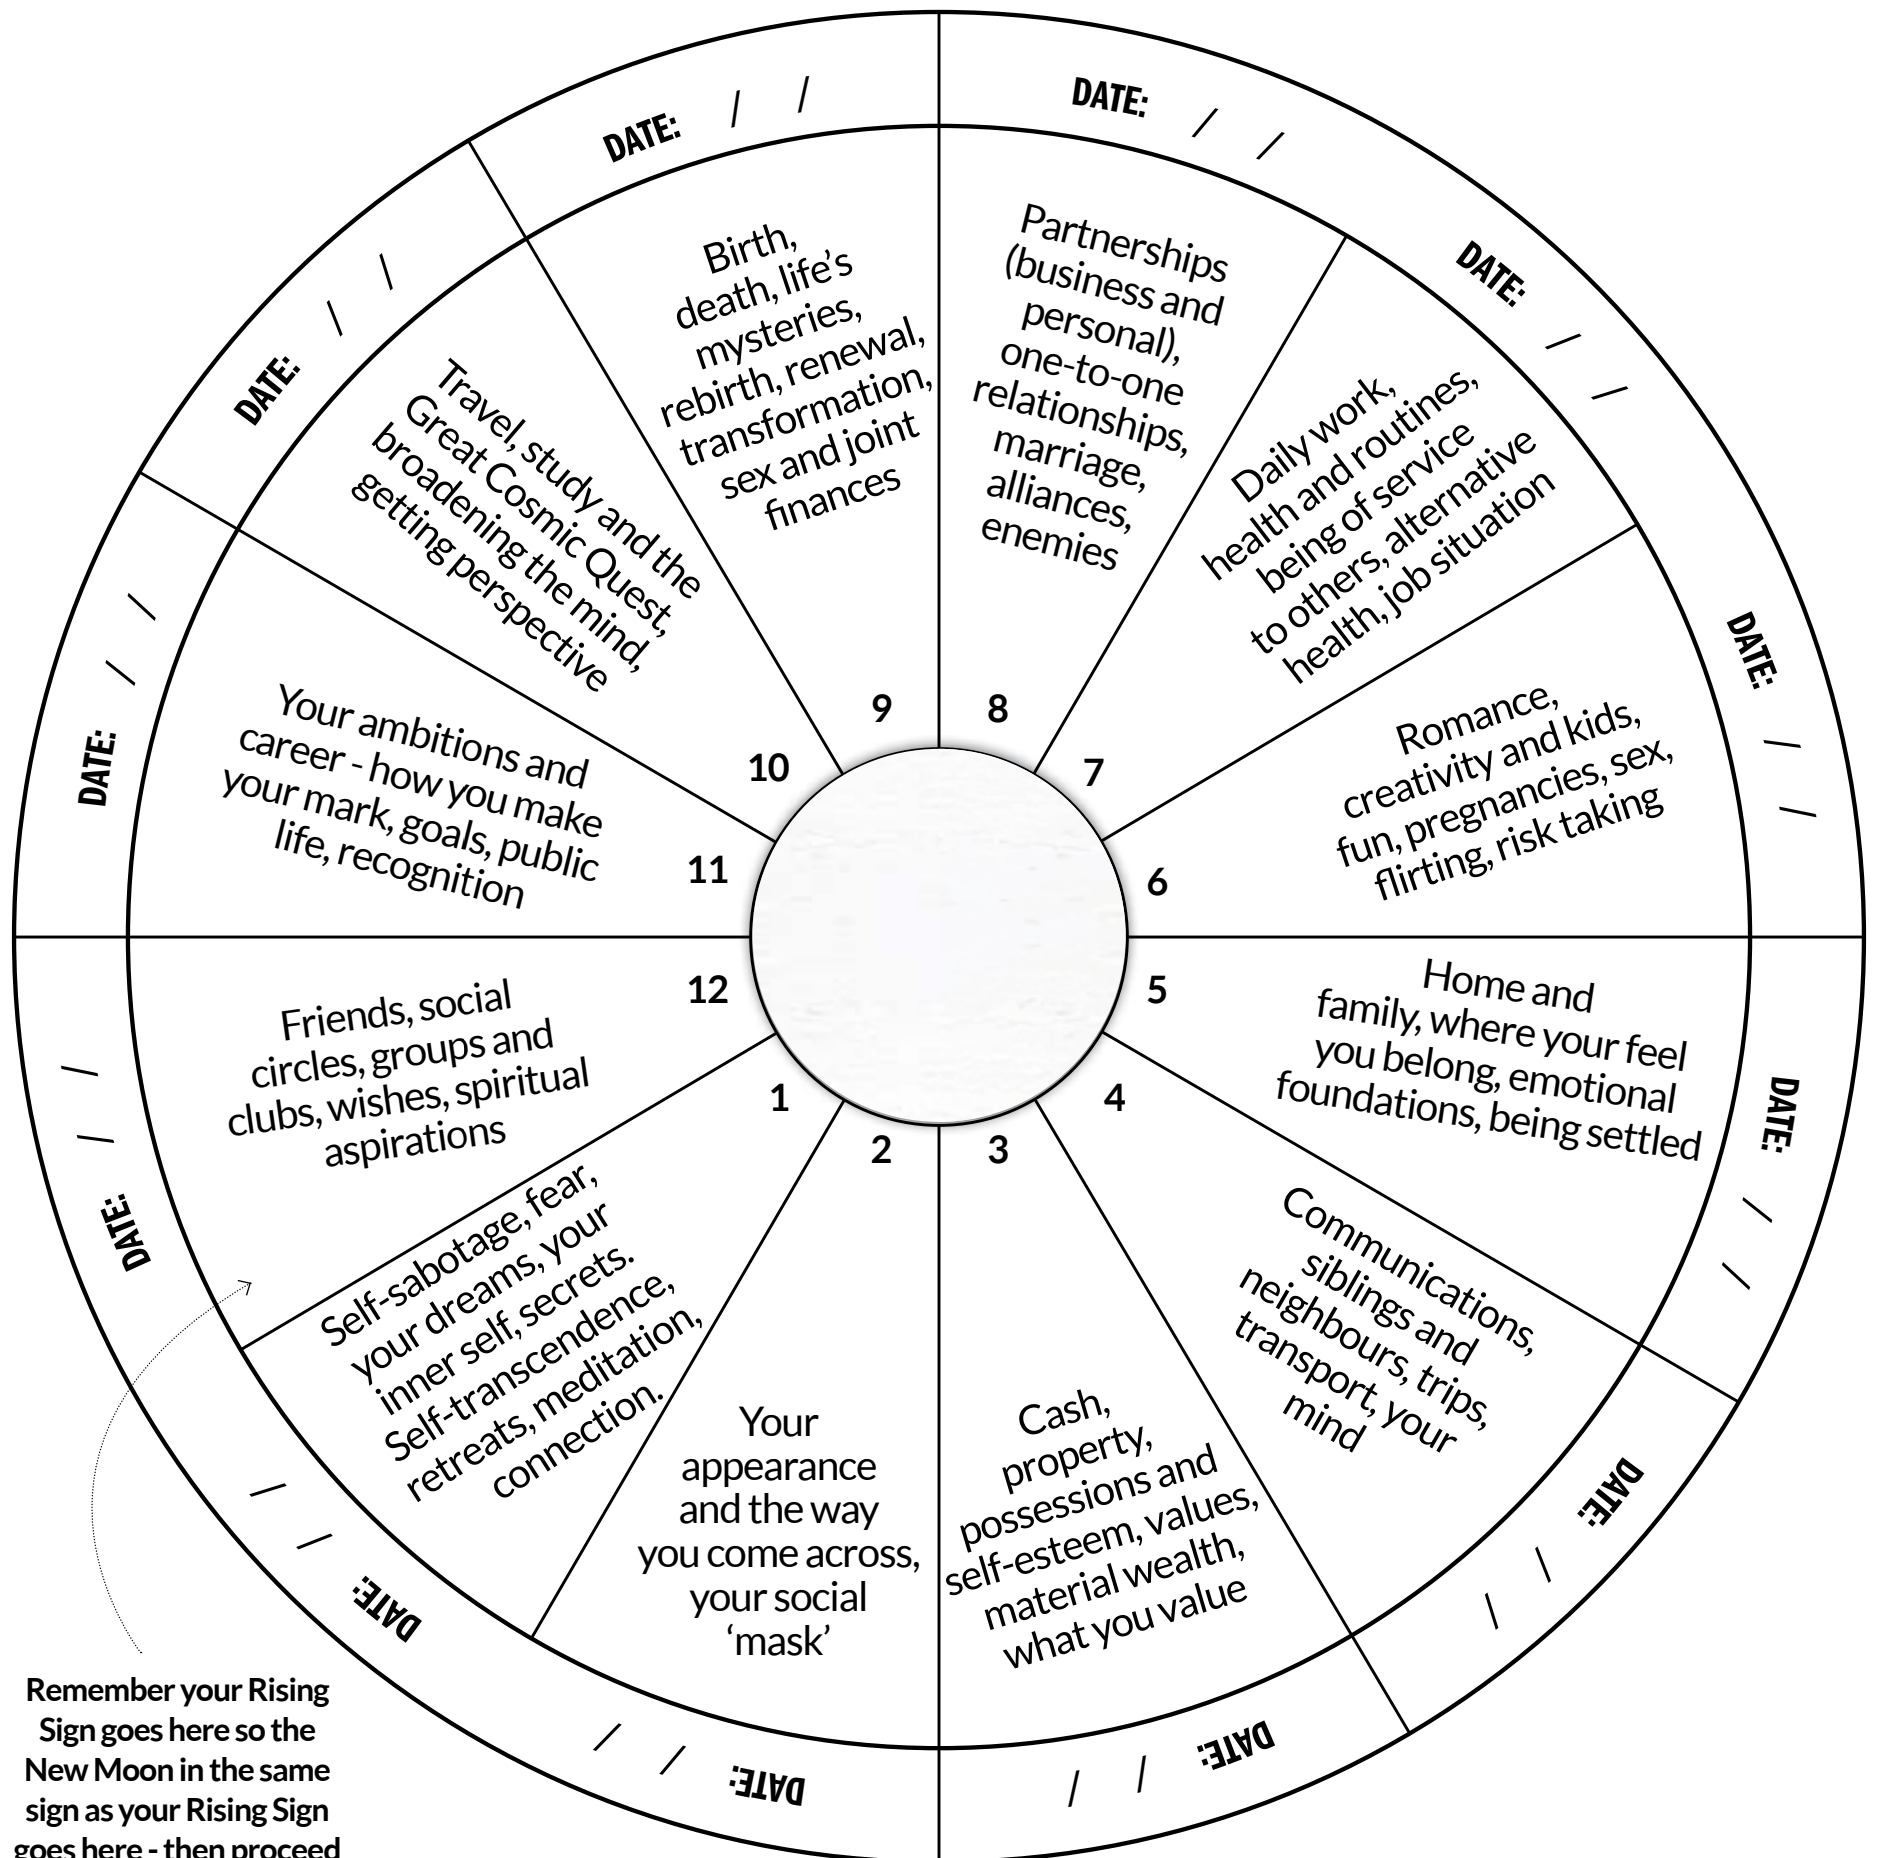 DATE: / /
Birth,
death, life's
mysteries,
rebirth, renewal,
transformation,
sex and joint
finances
9
DATE: / /
Partnerships
(business and
personal),
one-to-one
relationships,
marriage,
alliances,
enemies
8
DATE: / /
Daily work,
health and routines,
being of service
to others, alternative
health, job situation
7
DATE: / /
Romance,
creativity and kids,
fun, pregnancies, sex,
flirting, risk taking
6
DATE: / /
Home and
family, where your feel
you belong, emotional
foundations, being settled
5
DATE: / /
Communications,
siblings and
neighbours, trips,
transport, your
mind
4
DATE: / /
Cash,
property,
possessions and
self-esteem, values,
material wealth,
what you value
3
DATE: / /
Your
appearance
and the way
you come across,
your social
‘mask’
2
DATE: / /
Self-sabotage, fear,
your dreams, your
inner self, secrets.
Self-transcendence,
retreats, meditation,
connection.
1
DATE: / /
Friends, social
circles, groups and
clubs, wishes, spiritual
aspirations
12
DATE: / /
Your ambitions and
career - how you make
your mark, goals, public
life, recognition
11
DATE: / /
Travel, study and the
Great Cosmic Quest,
broadening the mind,
getting perspective
10
Remember your Rising
Sign goes here so the
New Moon in the same
sign as your Rising Sign
goes here - then proceed